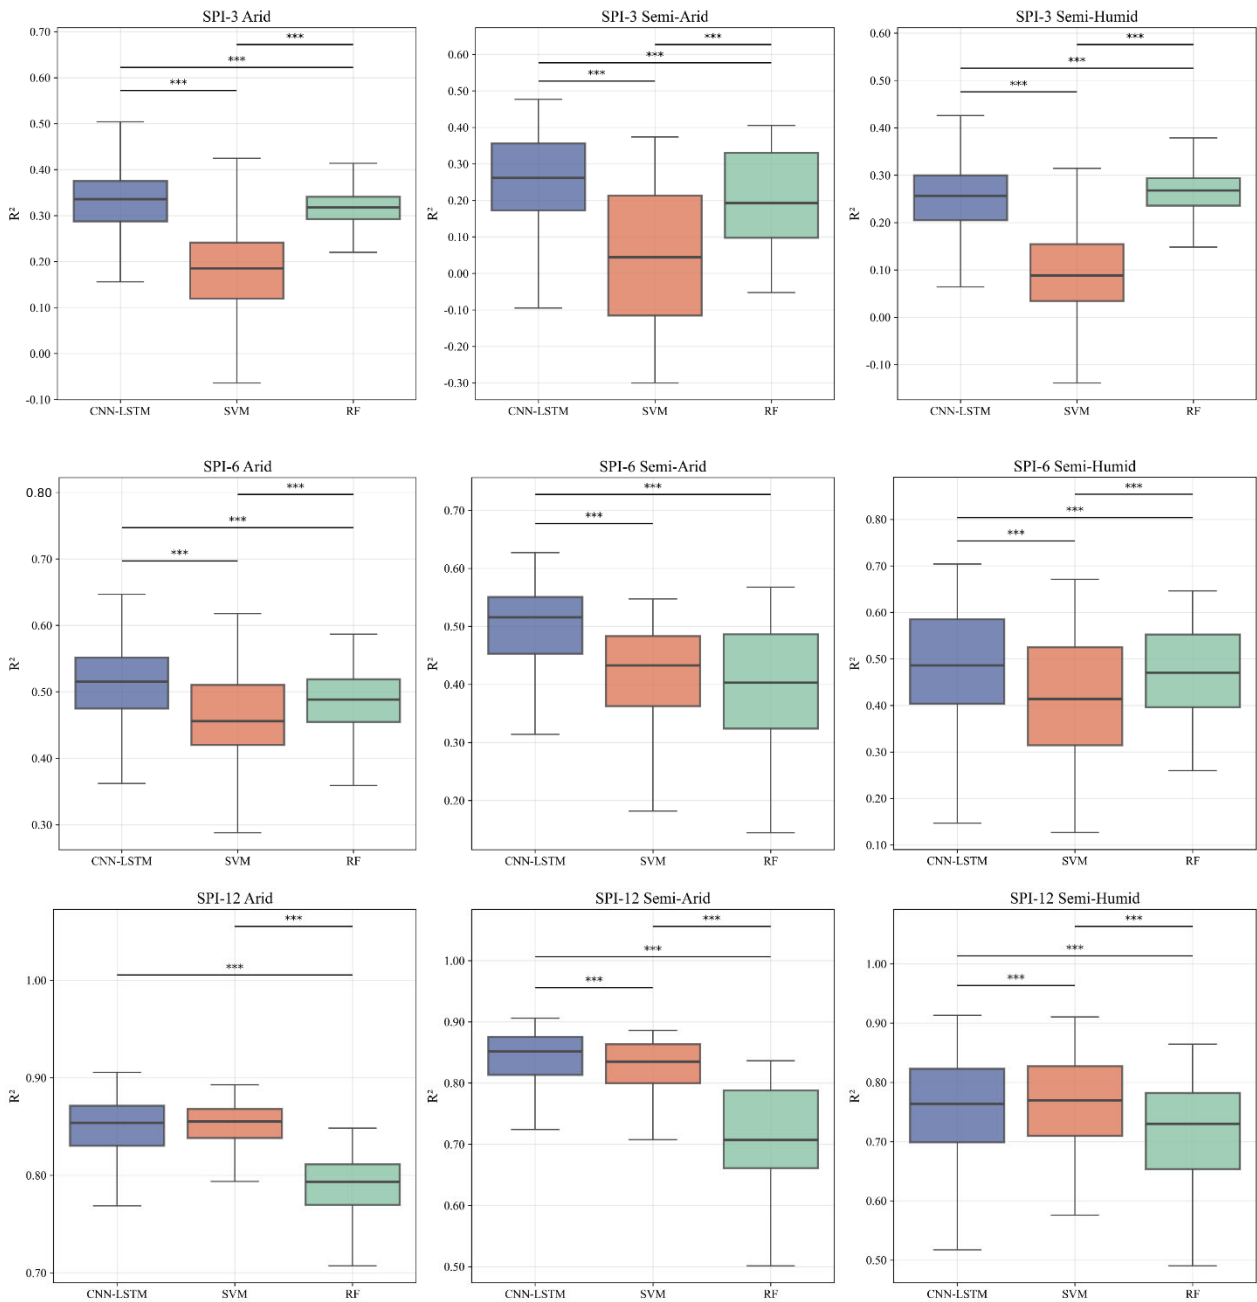 SPI-3 Arid
SPI-3 Semi-Arid
SPI-3 Semi-Humid
0.70
0.60
0.50
0.40
0.30
0.20
0.10
0.00
-0.10
R²
***
***
***
CNN-LSTM
SVM
RF
0.60
0.50
0.40
0.30
0.20
0.10
0.00
-0.10
-0.20
-0.30
R²
***
***
***
CNN-LSTM
SVM
RF
0.60
0.50
0.40
0.30
0.20
0.10
0.00
-0.10
R²
***
***
***
CNN-LSTM
SVM
RF
SPI-6 Arid
SPI-6 Semi-Arid
SPI-6 Semi-Humid
0.80
0.70
0.60
0.50
0.40
0.30
R²
***
***
***
CNN-LSTM
SVM
RF
0.70
0.60
0.50
0.40
0.30
0.20
R²
***
***
CNN-LSTM
SVM
RF
0.80
0.70
0.60
0.50
0.40
0.30
0.20
0.10
R²
***
***
***
CNN-LSTM
SVM
RF
SPI-12 Arid
SPI-12 Semi-Arid
SPI-12 Semi-Humid
1.00
0.90
0.80
0.70
R²
***
***
CNN-LSTM
SVM
RF
1.00
0.90
0.80
0.70
0.60
0.50
R²
***
***
***
CNN-LSTM
SVM
RF
1.00
0.90
0.80
0.70
0.60
0.50
R²
***
***
***
CNN-LSTM
SVM
RF